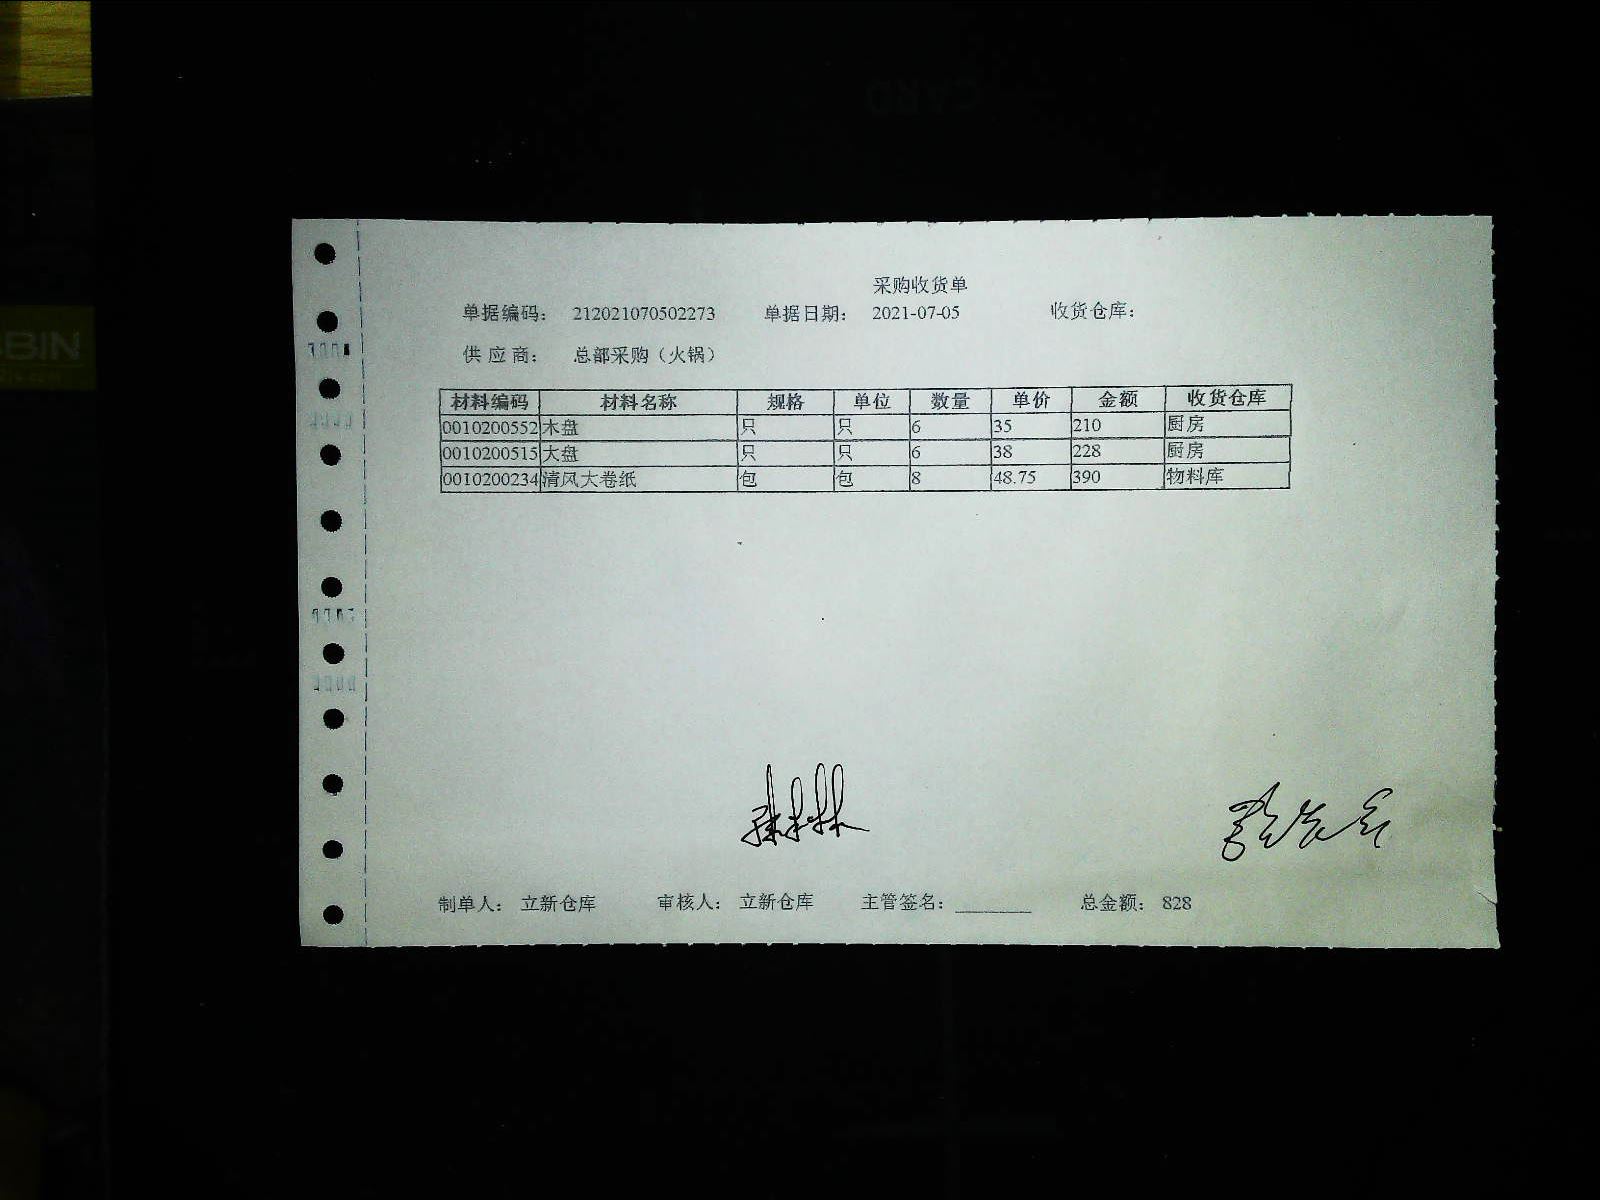 CARD
BIN
采购收货单
单据编码： 212021070502273 单据日期： 2021-07-05 收货仓库：
供 应 商： 总部采购（火锅）
材料编码 材料名称 规格 单位 数量 单价 金额 收货仓库
0010200552 木盘 只 只 6 35 210 厨房
0010200515 大盘 只 只 6 38 228 厨房
0010200234 清风大卷纸 包 包 8 48.75 390 物料库
制单人： 立新仓库 审核人： 立新仓库 主管签名：________ 总金额： 828